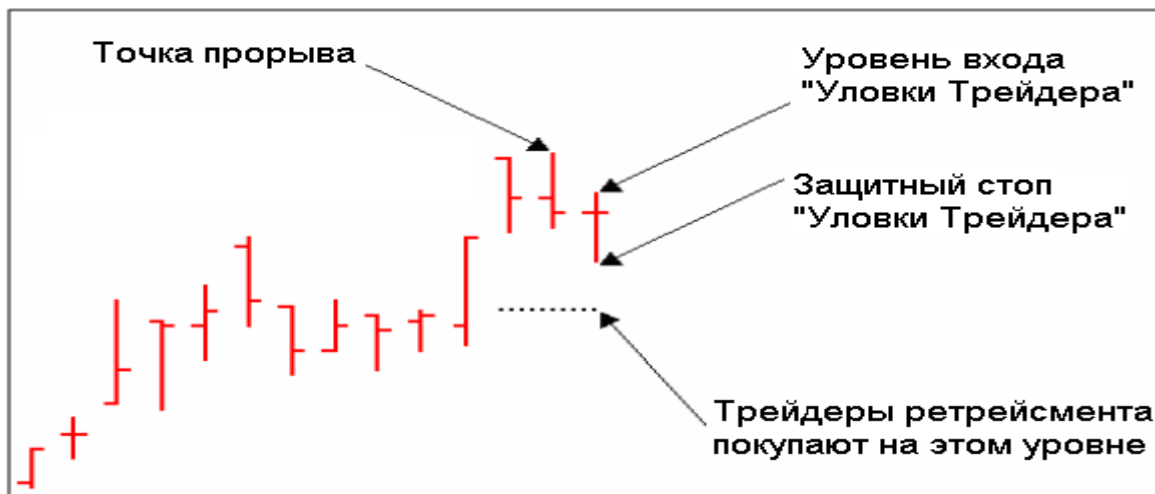 Точка прорыва
Уровень входа
"Уловки Трейдера"
Защитный стоп
"Уловки Трейдера"
Трейдеры ретрейсмента
покупают на этом уровне